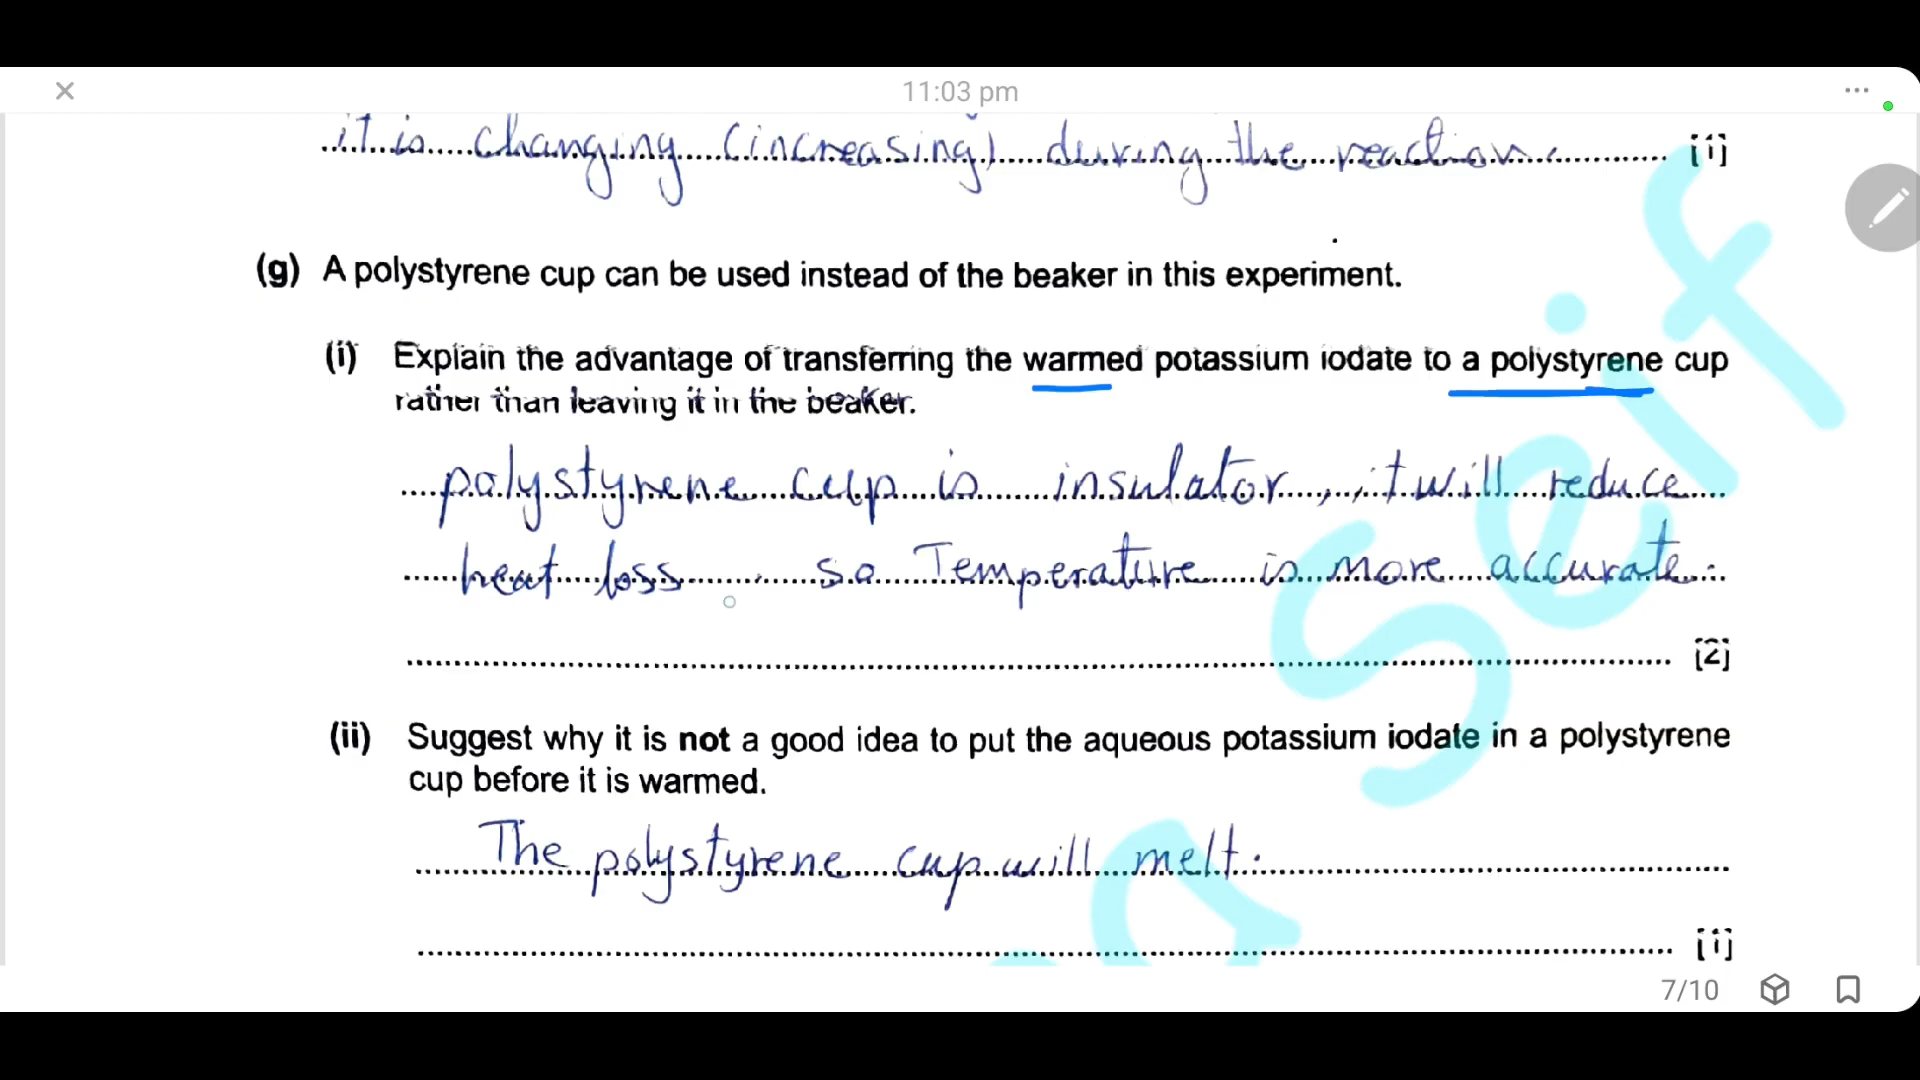 11:03 pm
it is changing (increasing) during the reaction. [1]
(g) A polystyrene cup can be used instead of the beaker in this experiment.
(i) Explain the advantage of transferring the warmed potassium iodate to a polystyrene cup
rather than leaving it in the beaker.
polystyrene cup is insulator, it will reduce
heat loss so Temperature is more accurate.
[2]
(ii) Suggest why it is not a good idea to put the aqueous potassium iodate in a polystyrene
cup before it is warmed.
The polystyrene cup will melt.
[1]
Seif
7/10